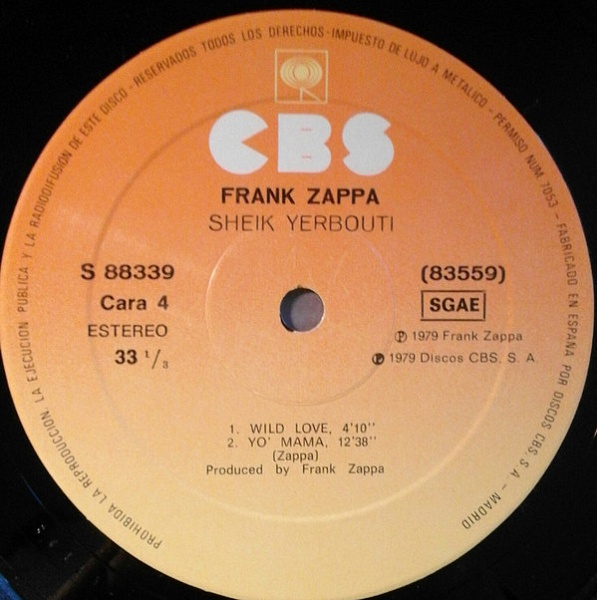 PROHIBIDA LA REPRODUCCION, LA EJECUCION PUBLICA Y LA RADIODIFUSION DE ESTE DISCO - RESERVADOS TODOS LOS DERECHOS - IMPUESTO DE LUJO A METALICO - PERMISO NUM. 7053 - FABRICADO EN ESPAÑA POR DISCOS CBS, S. A. - MADRID
CBS
FRANK ZAPPA
SHEIK YERBOUTI
S 88339
Cara 4
ESTEREO
33 1/3
(83559)
SGAE
Ⓟ 1979 Frank Zappa
Ⓟ 1979 Discos CBS, S. A.
1. WILD LOVE, 4'10''
2. YO' MAMA, 12'38''
(Zappa)
Produced by Frank Zappa